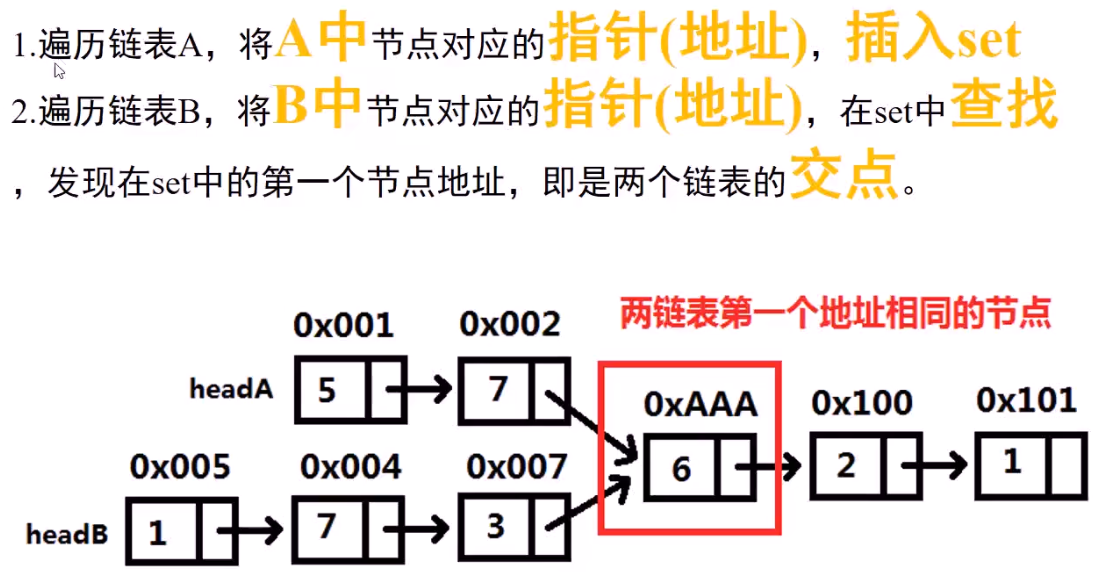 1.遍历链表A，将A中节点对应的指针(地址)，插入set
2.遍历链表B，将B中节点对应的指针(地址)，在set中查找
，发现在set中的第一个节点地址，即是两个链表的交点。
两链表第一个地址相同的节点
0x001 0x002
0xAAA 0x100 0x101
headA 5 7
6 2 1
0x005 0x004 0x007
headB 1 7 3